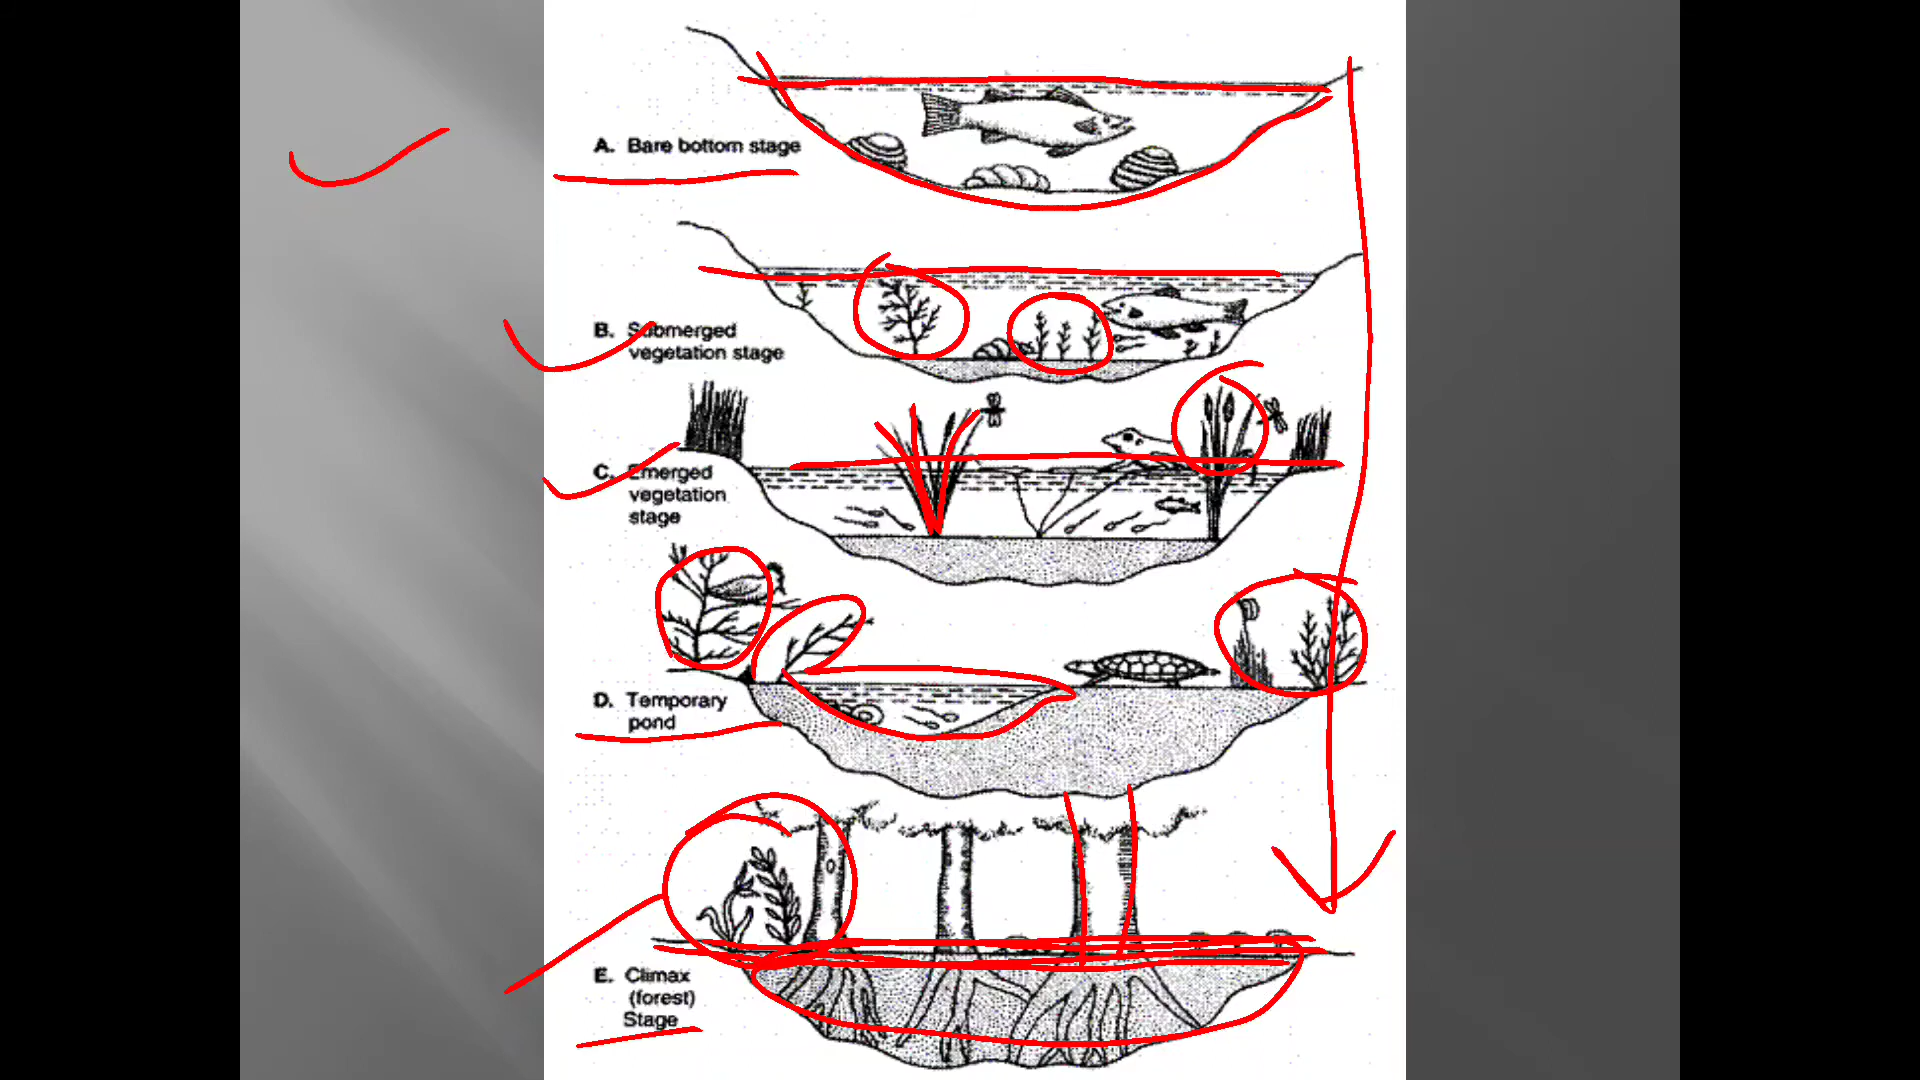 A. Bare bottom stage
B. Submerged
vegetation stage
C. Emerged
vegetation
stage
D. Temporary
pond
E. Climax
(forest)
Stage